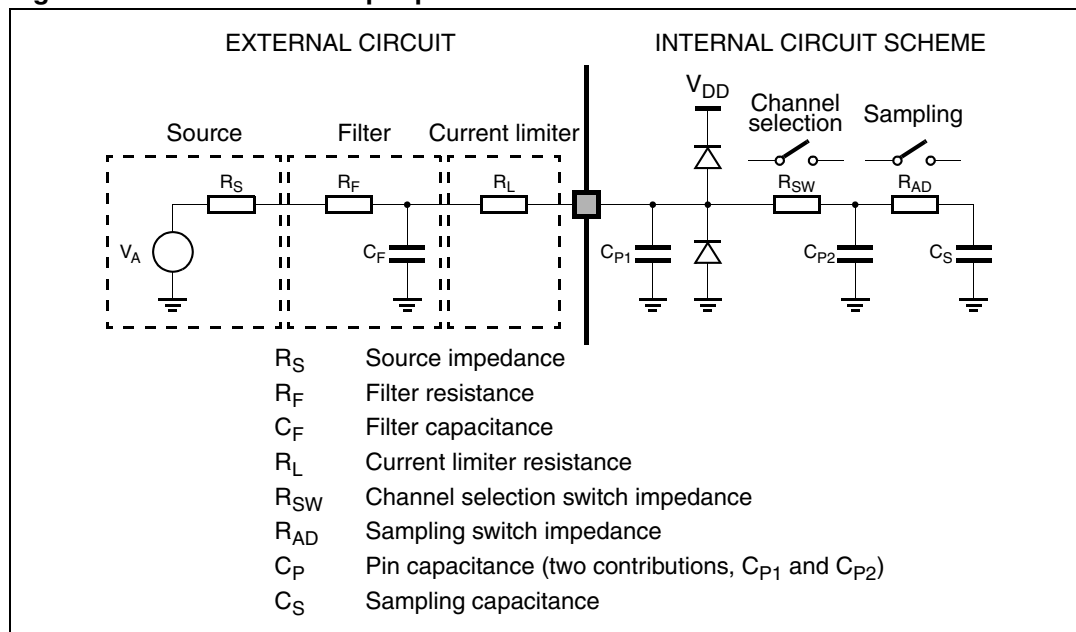 EXTERNAL CIRCUIT INTERNAL CIRCUIT SCHEME
VDD
Channel selection
Sampling
Source Filter Current limiter
RS RF RL RSW RAD
VA CF CP1 CP2 CS
RS Source impedance
RF Filter resistance
CF Filter capacitance
RL Current limiter resistance
RSW Channel selection switch impedance
RAD Sampling switch impedance
CP Pin capacitance (two contributions, CP1 and CP2)
CS Sampling capacitance